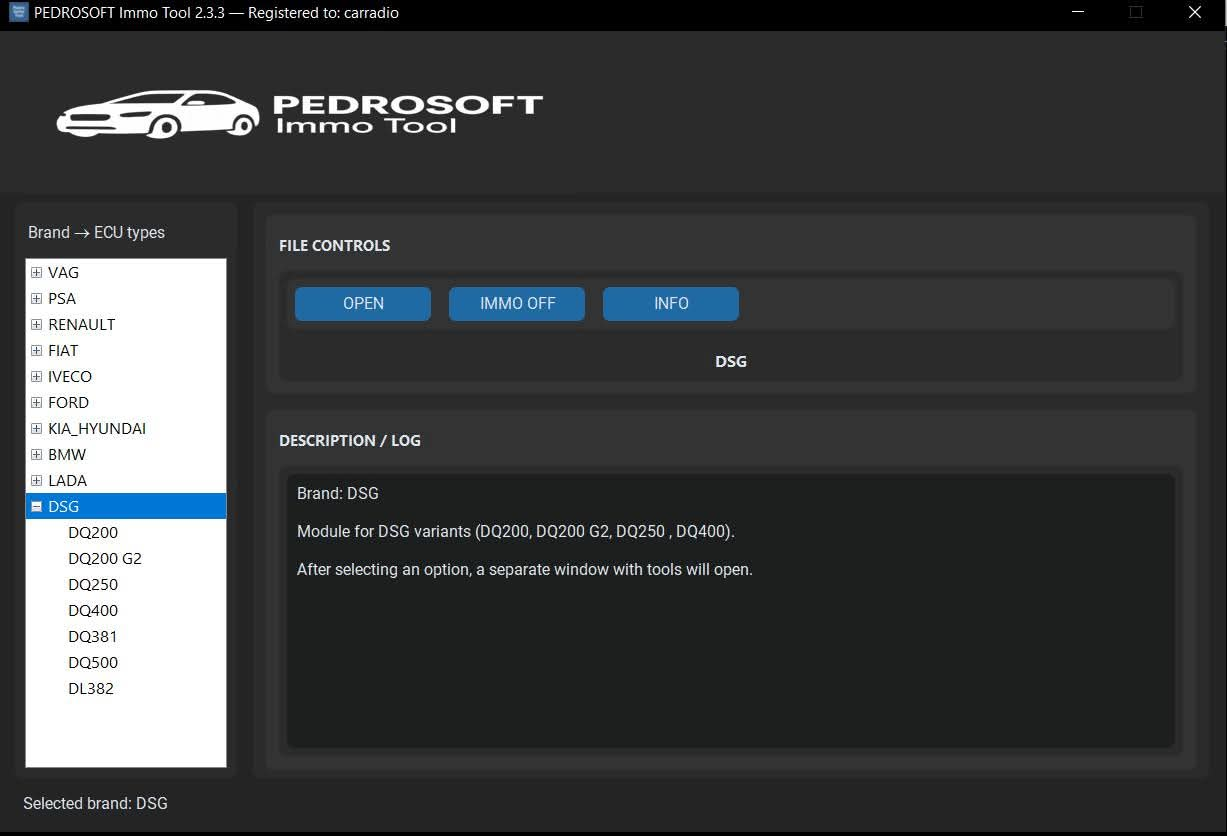 PEDROSOFT Immo Tool 2.3.3 — Registered to: carradio
PEDROSOFT
Immo Tool
Brand → ECU types
VAG
PSA
RENAULT
FIAT
IVECO
FORD
KIA_HYUNDAI
BMW
LADA
DSG
DQ200
DQ200 G2
DQ250
DQ400
DQ381
DQ500
DL382
FILE CONTROLS
OPEN IMMO OFF INFO
DSG
DESCRIPTION / LOG
Brand: DSG
Module for DSG variants (DQ200, DQ200 G2, DQ250 , DQ400).
After selecting an option, a separate window with tools will open.
Selected brand: DSG